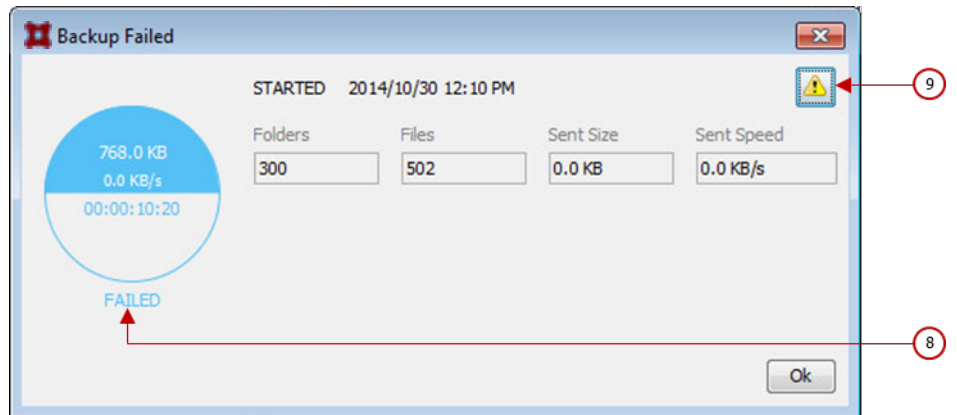 Backup Failed
STARTED 2014/10/30 12:10 PM
9
Folders Files Sent Size Sent Speed
300 502 0.0 KB 0.0 KB/s
768.0 KB
0.0 KB/s
00:00:10:20
FAILED
8
Ok